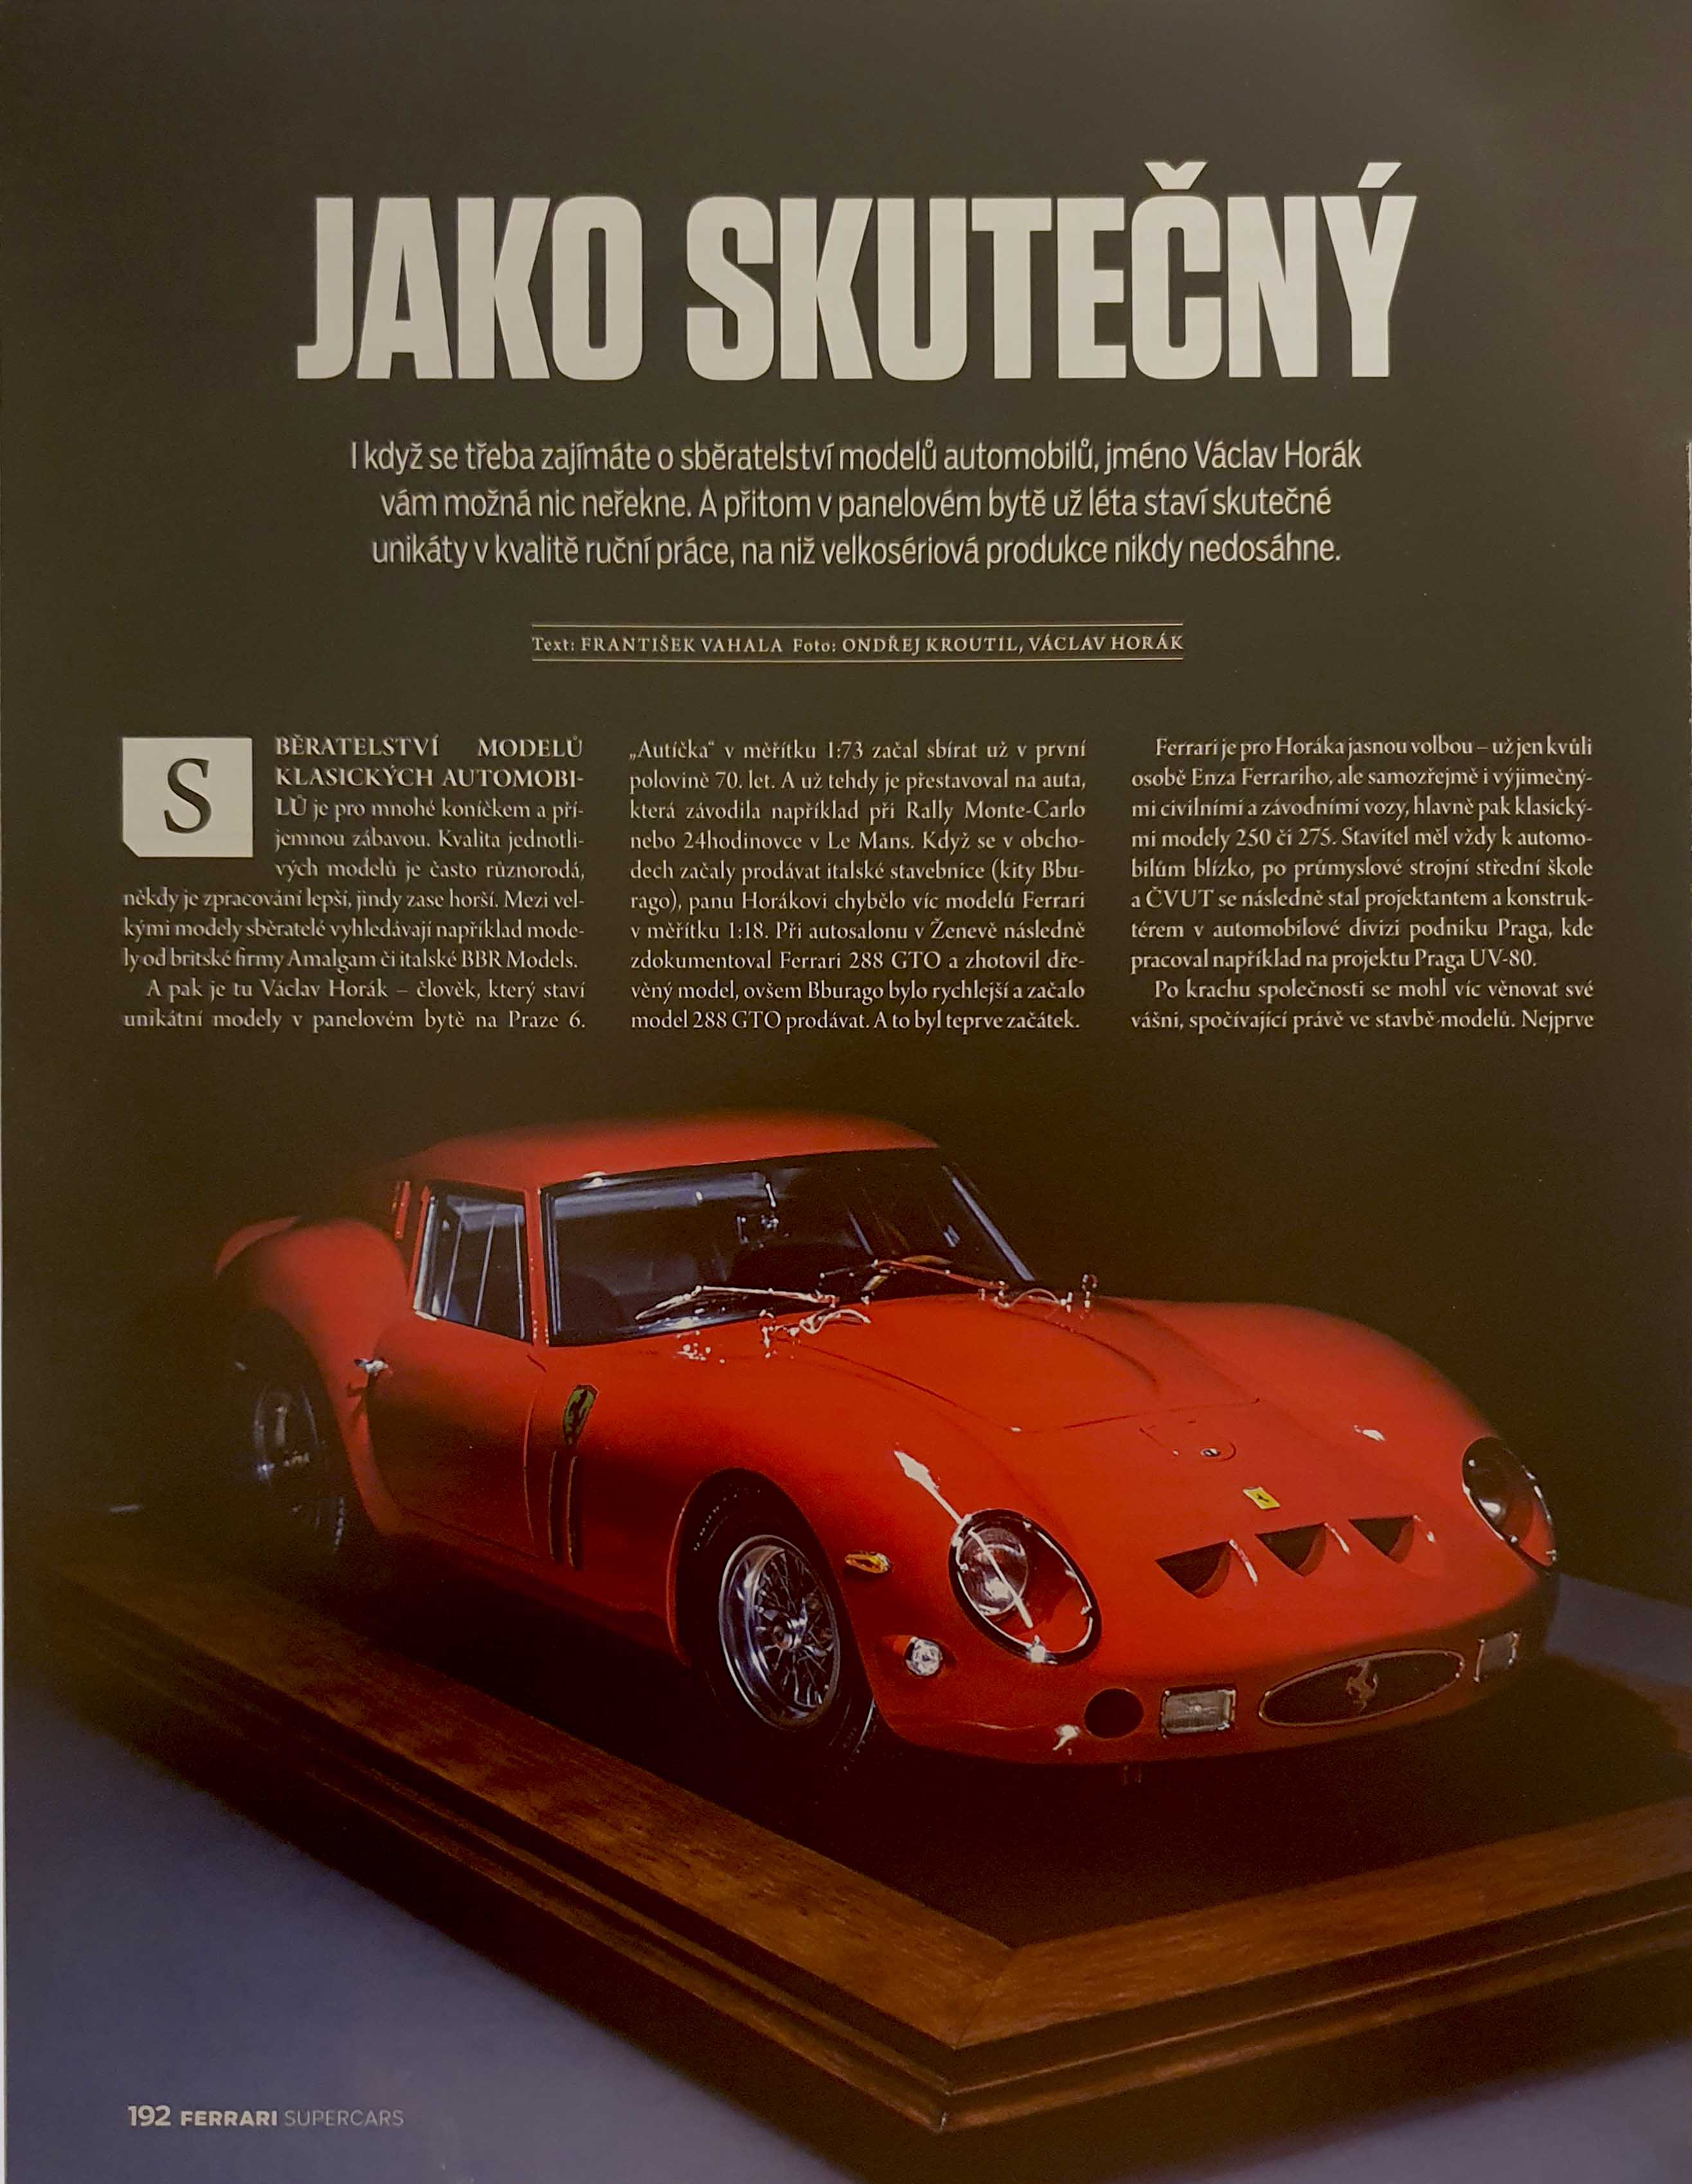 JAKO SKUTEČNÝ
I když se třeba zajímáte o sběratelství modelů automobilů, jméno Václav Horák
vám možná nic neřekne. A přitom v panelovém bytě už léta staví skutečné
unikáty v kvalitě ruční práce, na niž velkosériová produkce nikdy nedosáhne.
Text: FRANTIŠEK VAHALA Foto: ONDŘEJ KROUTIL, VÁCLAV HORÁK
S
BĚRATELSTVÍ MODELŮ
KLASICKÝCH AUTOMOBI-
LŮ je pro mnohé koníčkem a pří-
jemnou zábavou. Kvalita jednotli-
vých modelů je často různorodá,
někdy je zpracování lepší, jindy zase horší. Mezi vel-
kými modely sběratelé vyhledávají například mode-
ly od britské firmy Amalgam či italské BBR Models.
A pak je tu Václav Horák – člověk, který staví
unikátní modely v panelovém bytě na Praze 6.
„Autíčka“ v měřítku 1:73 začal sbírat už v první
polovině 70. let. A už tehdy je přestavoval na auta,
která závodila například při Rally Monte-Carlo
nebo 24hodinovce v Le Mans. Když se v obcho-
dech začaly prodávat italské stavebnice (kity Bbu-
rago), panu Horákovi chybělo víc modelů Ferrari
v měřítku 1:18. Při autosalonu v Ženevě následně
zdokumentoval Ferrari 288 GTO a zhotovil dře-
věný model, ovšem Bburago bylo rychlejší a začalo
model 288 GTO prodávat. A to byl teprve začátek.
Ferrari je pro Horáka jasnou volbou – už jen kvůli
osobě Enza Ferrariho, ale samozřejmě i výjimečný-
mi civilními a závodními vozy, hlavně pak klasický-
mi modely 250 či 275. Stavitel měl vždy k automo-
bilům blízko, po průmyslové strojní střední škole
a ČVUT se následně stal projektantem a konstruk-
térem v automobilové divizi podniku Praga, kde
pracoval například na projektu Praga UV-80.
Po krachu společnosti se mohl víc věnovat své
vášni, spočívající právě ve stavbě modelů. Nejprve
192 FERRARI SUPERCARS